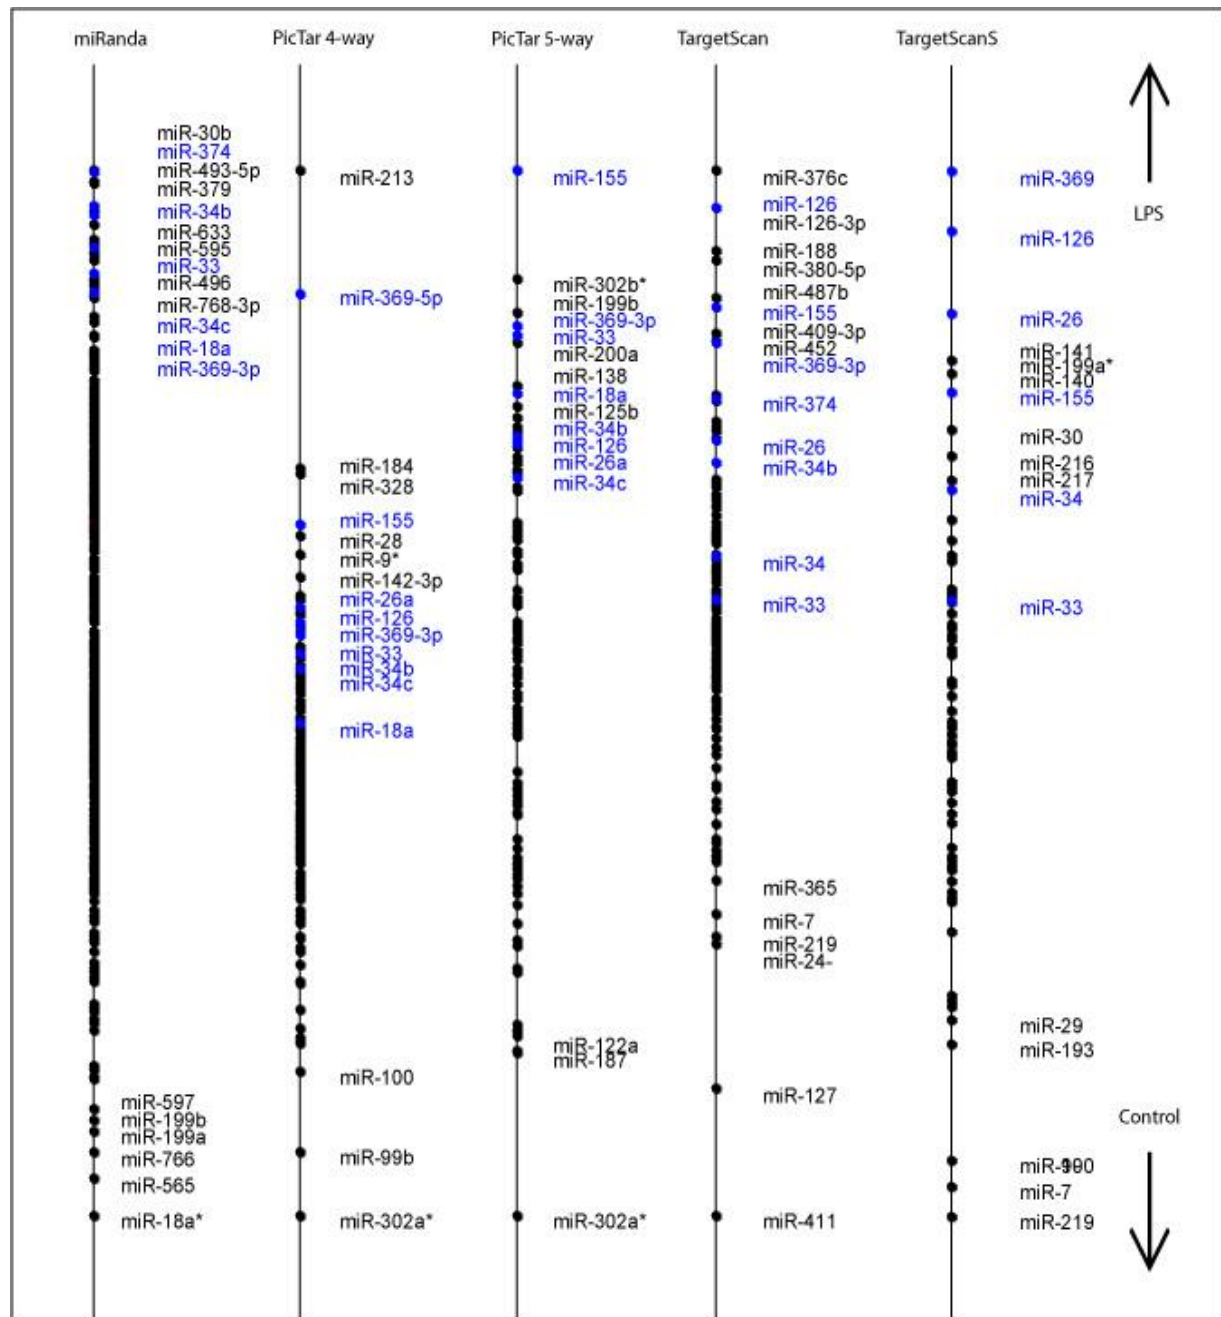 miRanda
PicTar 4-way
PicTar 5-way
TargetScan
TargetScanS
miR-30b
miR-374
miR-493-5p
miR-379
miR-34b
miR-633
miR-595
miR-33
miR-496
miR-768-3p
miR-34c
miR-18a
miR-369-3p
miR-597
miR-199b
miR-199a
miR-766
miR-565
miR-18a*
miR-213
miR-369-5p
miR-184
miR-328
miR-155
miR-28
miR-9*
miR-142-3p
miR-26a
miR-126
miR-369-3p
miR-33
miR-34b
miR-34c
miR-18a
miR-100
miR-99b
miR-302a*
miR-155
miR-302b*
miR-199b
miR-369-3p
miR-33
miR-200a
miR-138
miR-18a
miR-125b
miR-34b
miR-126
miR-26a
miR-34c
miR-122a
miR-187
miR-302a*
miR-376c
miR-126
miR-126-3p
miR-188
miR-380-5p
miR-487b
miR-155
miR-409-3p
miR-452
miR-369-3p
miR-374
miR-26
miR-34b
miR-34
miR-33
miR-365
miR-7
miR-219
miR-24-
miR-127
miR-411
miR-369
miR-126
miR-26
miR-141
miR-199a*
miR-140
miR-155
miR-30
miR-216
miR-217
miR-34
miR-33
miR-29
miR-193
miR-7
miR-219
LPS
Control